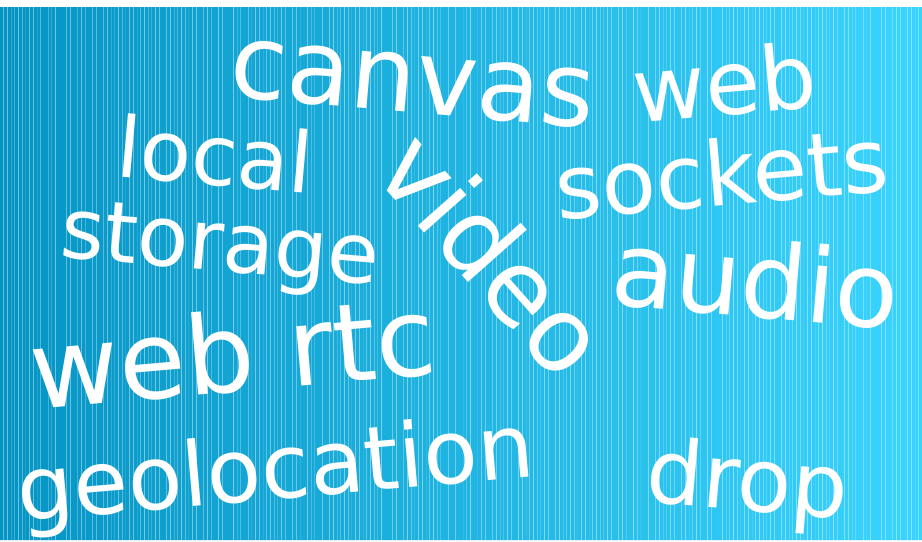 canvas
web
sockets
local
storage
video
audio
web rtc
geolocation
drop